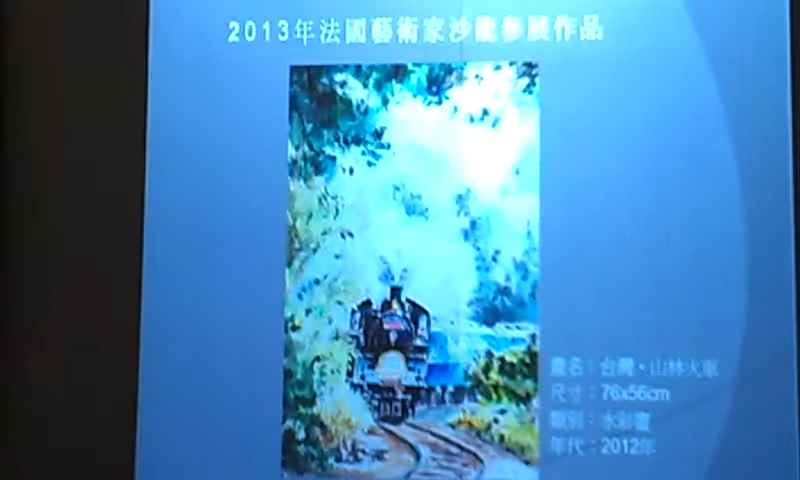 2013年法國藝術家沙龍參展作品
畫名：台灣、山林火車
尺寸：76x56cm
類別：水彩畫
年代：2012年